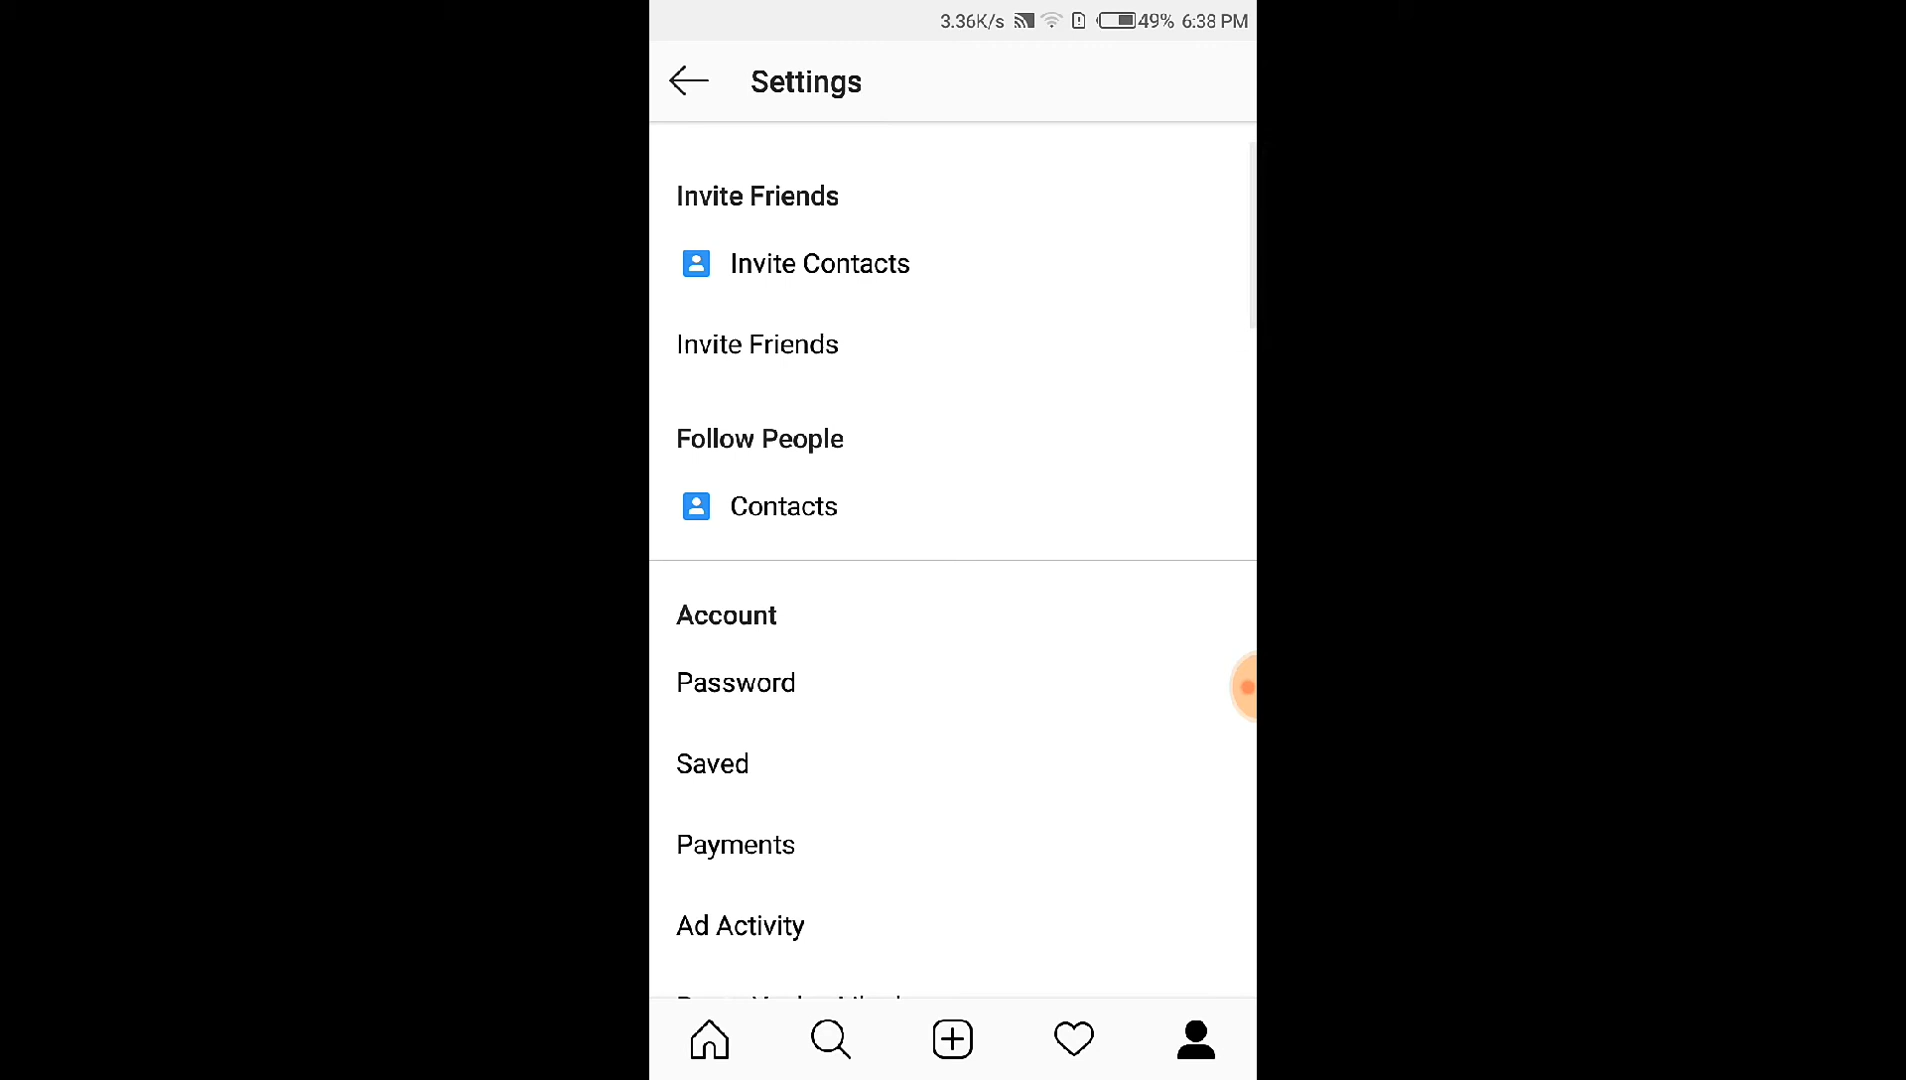 3.36K/s 49% 6:38 PM
Settings
Invite Friends
Invite Contacts
Invite Friends
Follow People
Contacts
Account
Password
Saved
Payments
Ad Activity